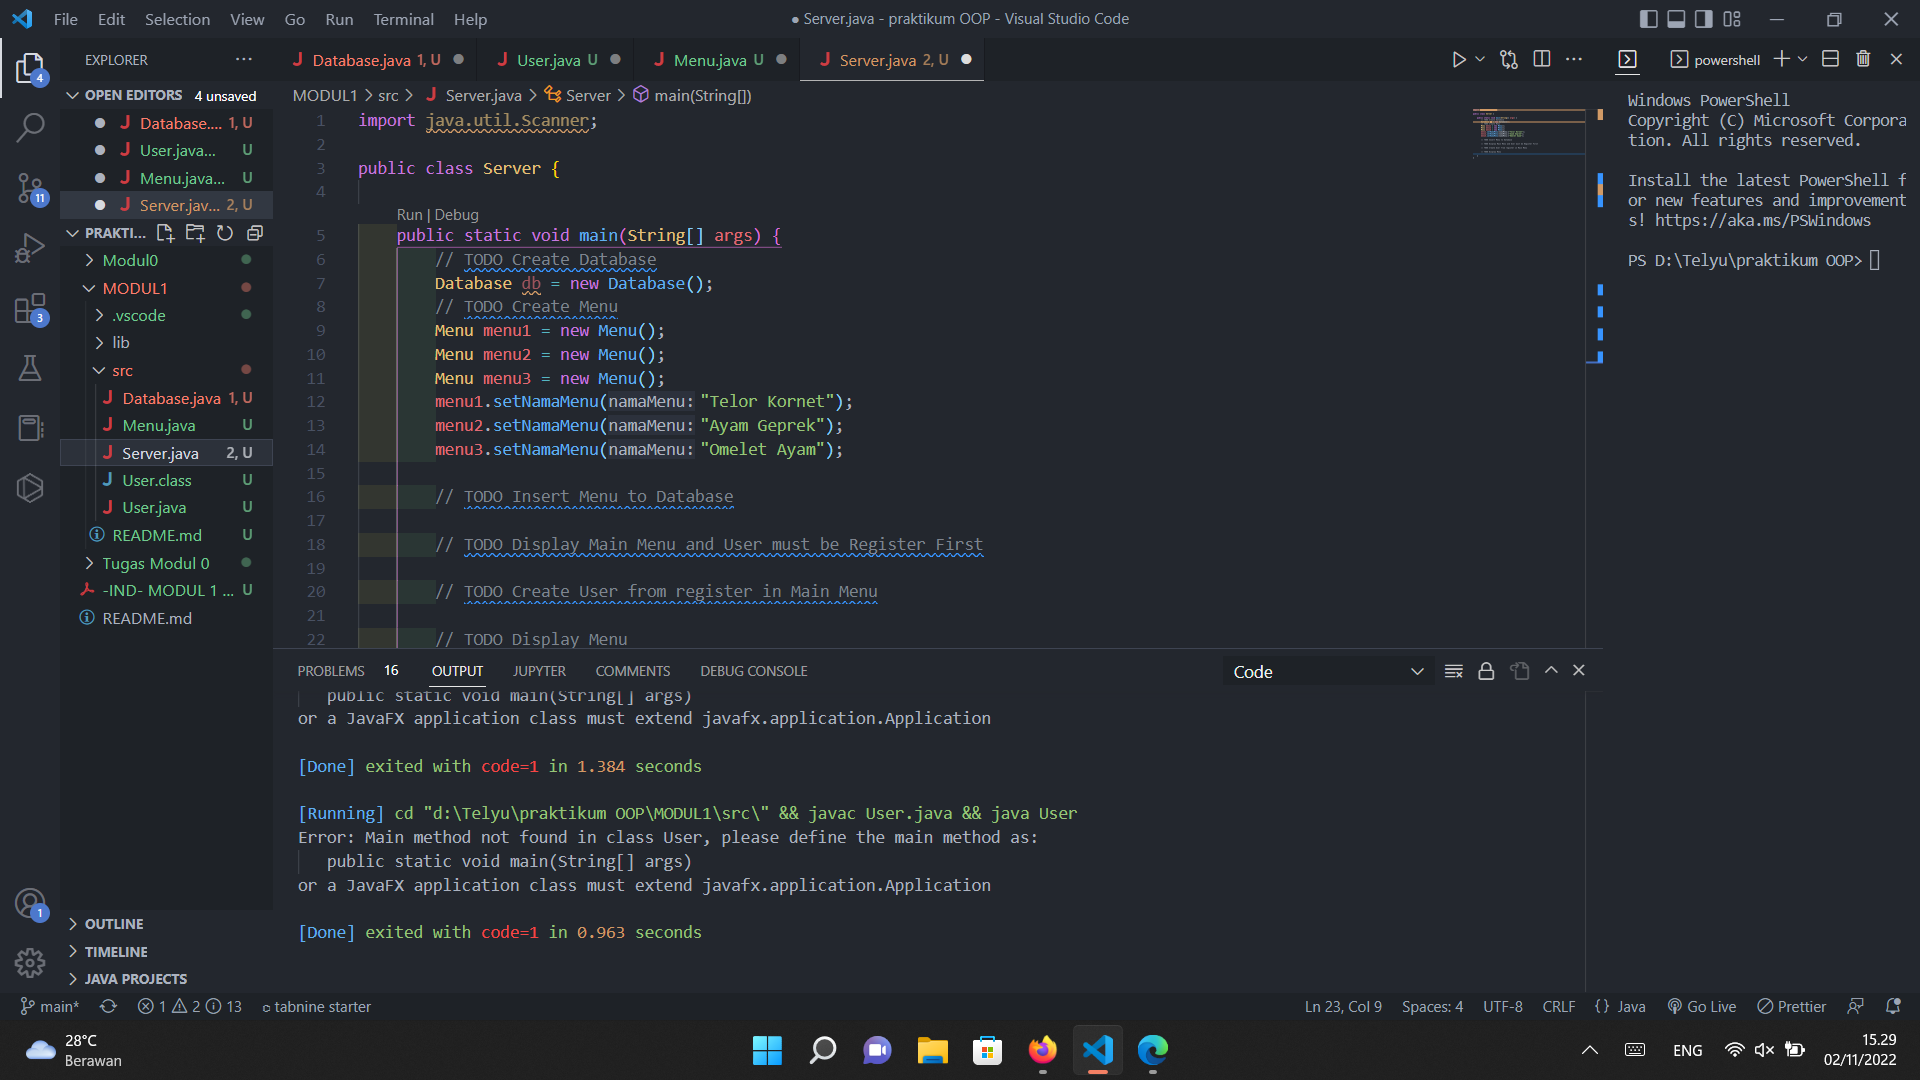 File Edit Selection View Go Run Terminal Help
● Server.java - praktikum OOP - Visual Studio Code
EXPLORER
Database.java 1, U
User.java U
Menu.java U
Server.java 2, U
powershell
OPEN EDITORS 4 unsaved
Database.... 1, U
User.java... U
Menu.java... U
Server.jav... 2, U
PRAKTI...
Modul0
MODUL1
.vscode
lib
src
Database.java 1, U
Menu.java U
Server.java 2, U
User.class U
User.java U
README.md U
Tugas Modul 0
-IND- MODUL 1 ... U
README.md
OUTLINE
TIMELINE
JAVA PROJECTS
4
11
3
1
MODUL1 > src > Server.java > Server > main(String[])
1 import java.util.Scanner;
2
3 public class Server {
4
Run | Debug
5 public static void main(String[] args) {
6 // TODO Create Database
7 Database db = new Database();
8 // TODO Create Menu
9 Menu menu1 = new Menu();
10 Menu menu2 = new Menu();
11 Menu menu3 = new Menu();
12 menu1.setNamaMenu(namaMenu: "Telor Kornet");
13 menu2.setNamaMenu(namaMenu: "Ayam Geprek");
14 menu3.setNamaMenu(namaMenu: "Omelet Ayam");
15
16 // TODO Insert Menu to Database
17
18 // TODO Display Main Menu and User must be Register First
19
20 // TODO Create User from register in Main Menu
21
22 // TODO Display Menu
PROBLEMS 16 OUTPUT JUPYTER COMMENTS DEBUG CONSOLE
Code
public static void main(String[] args)
or a JavaFX application class must extend javafx.application.Application
[Done] exited with code=1 in 1.384 seconds
[Running] cd "d:\Telyu\praktikum OOP\MODUL1\src\" && javac User.java && java User
Error: Main method not found in class User, please define the main method as:
public static void main(String[] args)
or a JavaFX application class must extend javafx.application.Application
[Done] exited with code=1 in 0.963 seconds
Windows PowerShell
Copyright (C) Microsoft Corpora
tion. All rights reserved.
Install the latest PowerShell f
or new features and improvement
s! https://aka.ms/PSWindows
PS D:\Telyu\praktikum OOP>
main* 1 2 13 tabnine starter
Ln 23, Col 9 Spaces: 4 UTF-8 CRLF {} Java Go Live Prettier
28°C
Berawan
ENG
15.29
02/11/2022